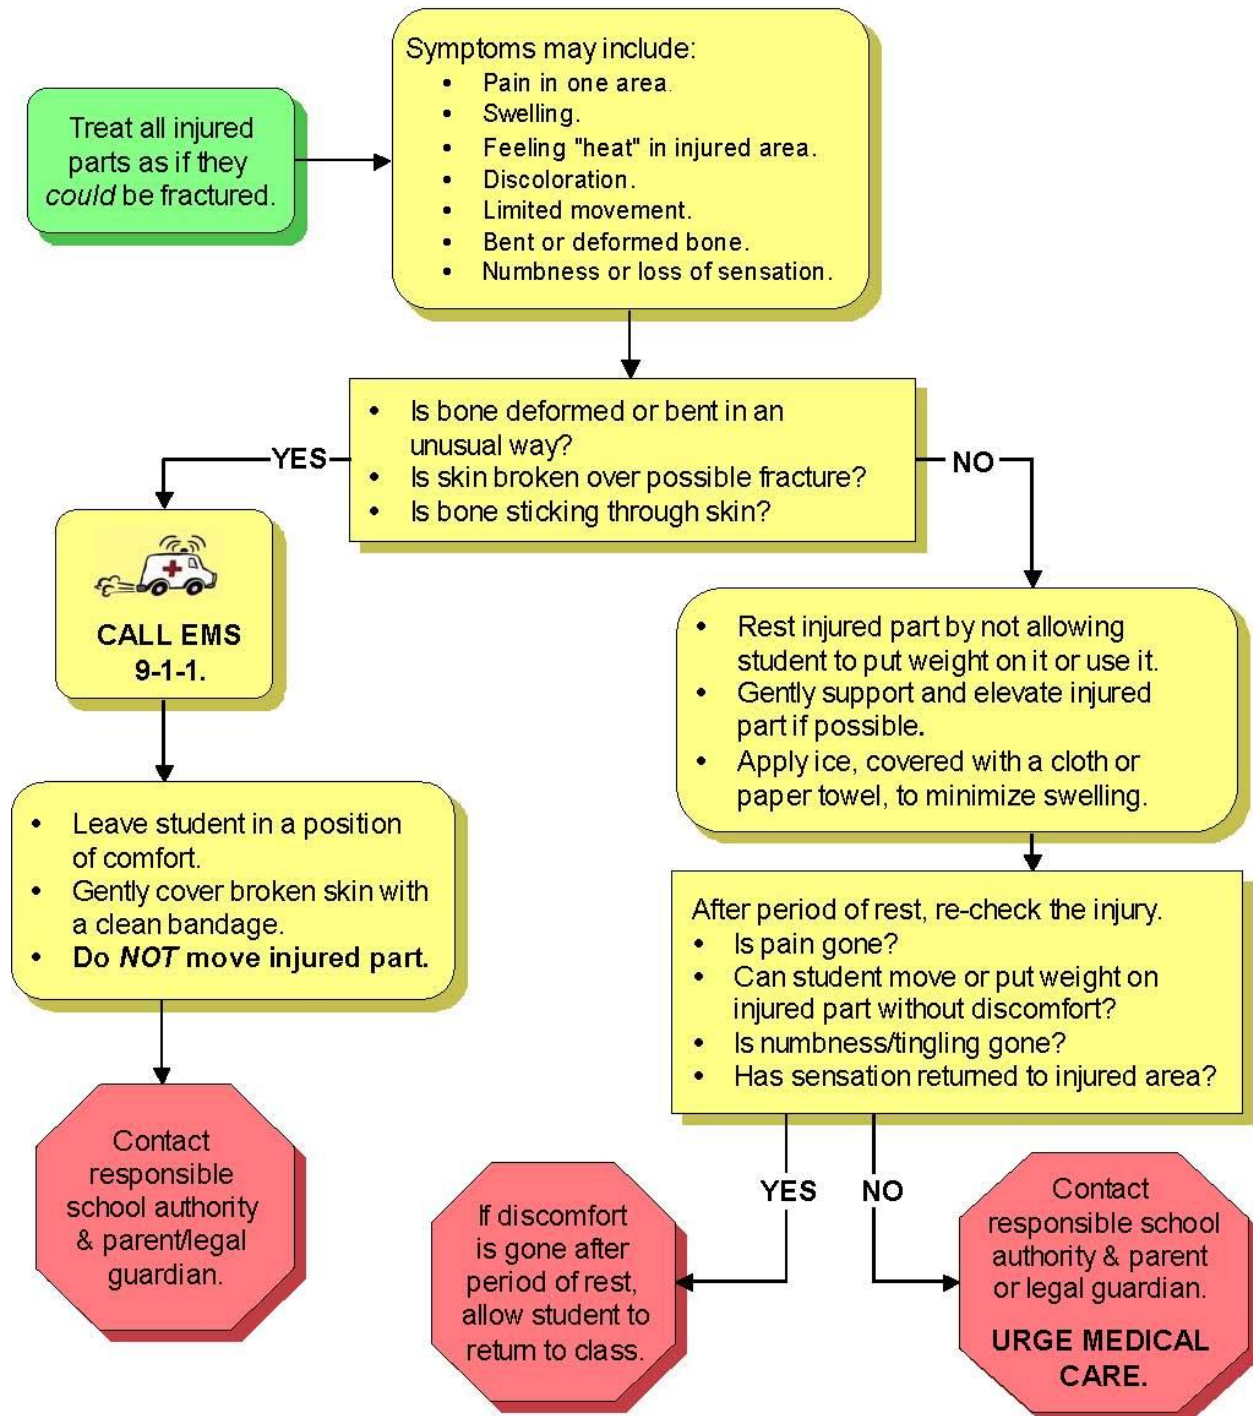 Treat all injured
parts as if they
could be fractured.
Symptoms may include:
• Pain in one area.
• Swelling.
• Feeling "heat" in injured area.
• Discoloration.
• Limited movement.
• Bent or deformed bone.
• Numbness or loss of sensation.
• Is bone deformed or bent in an
unusual way?
• Is skin broken over possible fracture?
• Is bone sticking through skin?
YES
NO
CALL EMS
9-1-1.
• Leave student in a position
of comfort.
• Gently cover broken skin with
a clean bandage.
• Do NOT move injured part.
Contact
responsible
school authority
& parent/legal
guardian.
• Rest injured part by not allowing
student to put weight on it or use it.
• Gently support and elevate injured
part if possible.
• Apply ice, covered with a cloth or
paper towel, to minimize swelling.
After period of rest, re-check the injury.
• Is pain gone?
• Can student move or put weight on
injured part without discomfort?
• Is numbness/tingling gone?
• Has sensation returned to injured area?
YES
NO
If discomfort
is gone after
period of rest,
allow student to
return to class.
Contact
responsible school
authority & parent
or legal guardian.
URGE MEDICAL
CARE.